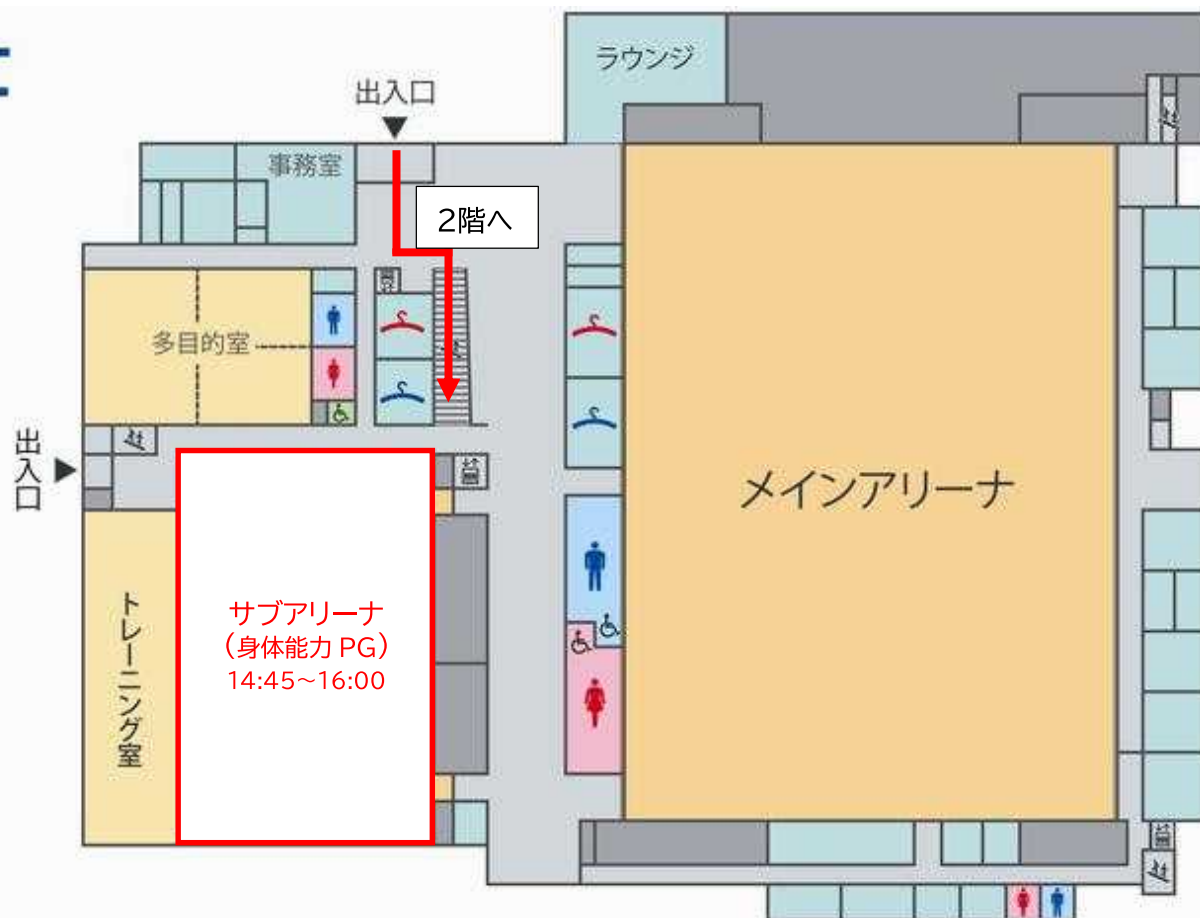 ラウンジ
出入口
事務室
2階へ
多目的室
出入口
メインアリーナ
トレーニング室
サブアリーナ
(身体能力 PG)
14:45~16:00